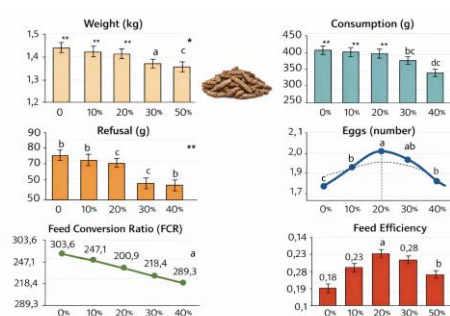 Weight (kg)
1,5
1,4
1,3
1,2
** ** ** a c *
0 10% 20% 30% 50%
Consumption (g)
450
400
350
300
250
** ** ** bc dc
0 10% 20% 30% 40%
Refusal (g)
90
80
70
50
50
b b c c b **
0 10% 20% 30% 40%
Eggs (number)
2,1
2,0
1,9
1,7
c b a ab b
0% 10% 20% 30% 40%
Feed Conversion Ratio (FCR)
303,6
247,1
218,4
289,3
303,6 247,1 200,9 218,4 289,3 a
0% 10% 20% 30% 40%
Feed Efficiency
0,14
0,23
0,28
0,19
0,1
0,18 0,23 a 0,28 b
0% 10% 20% 30% 50%